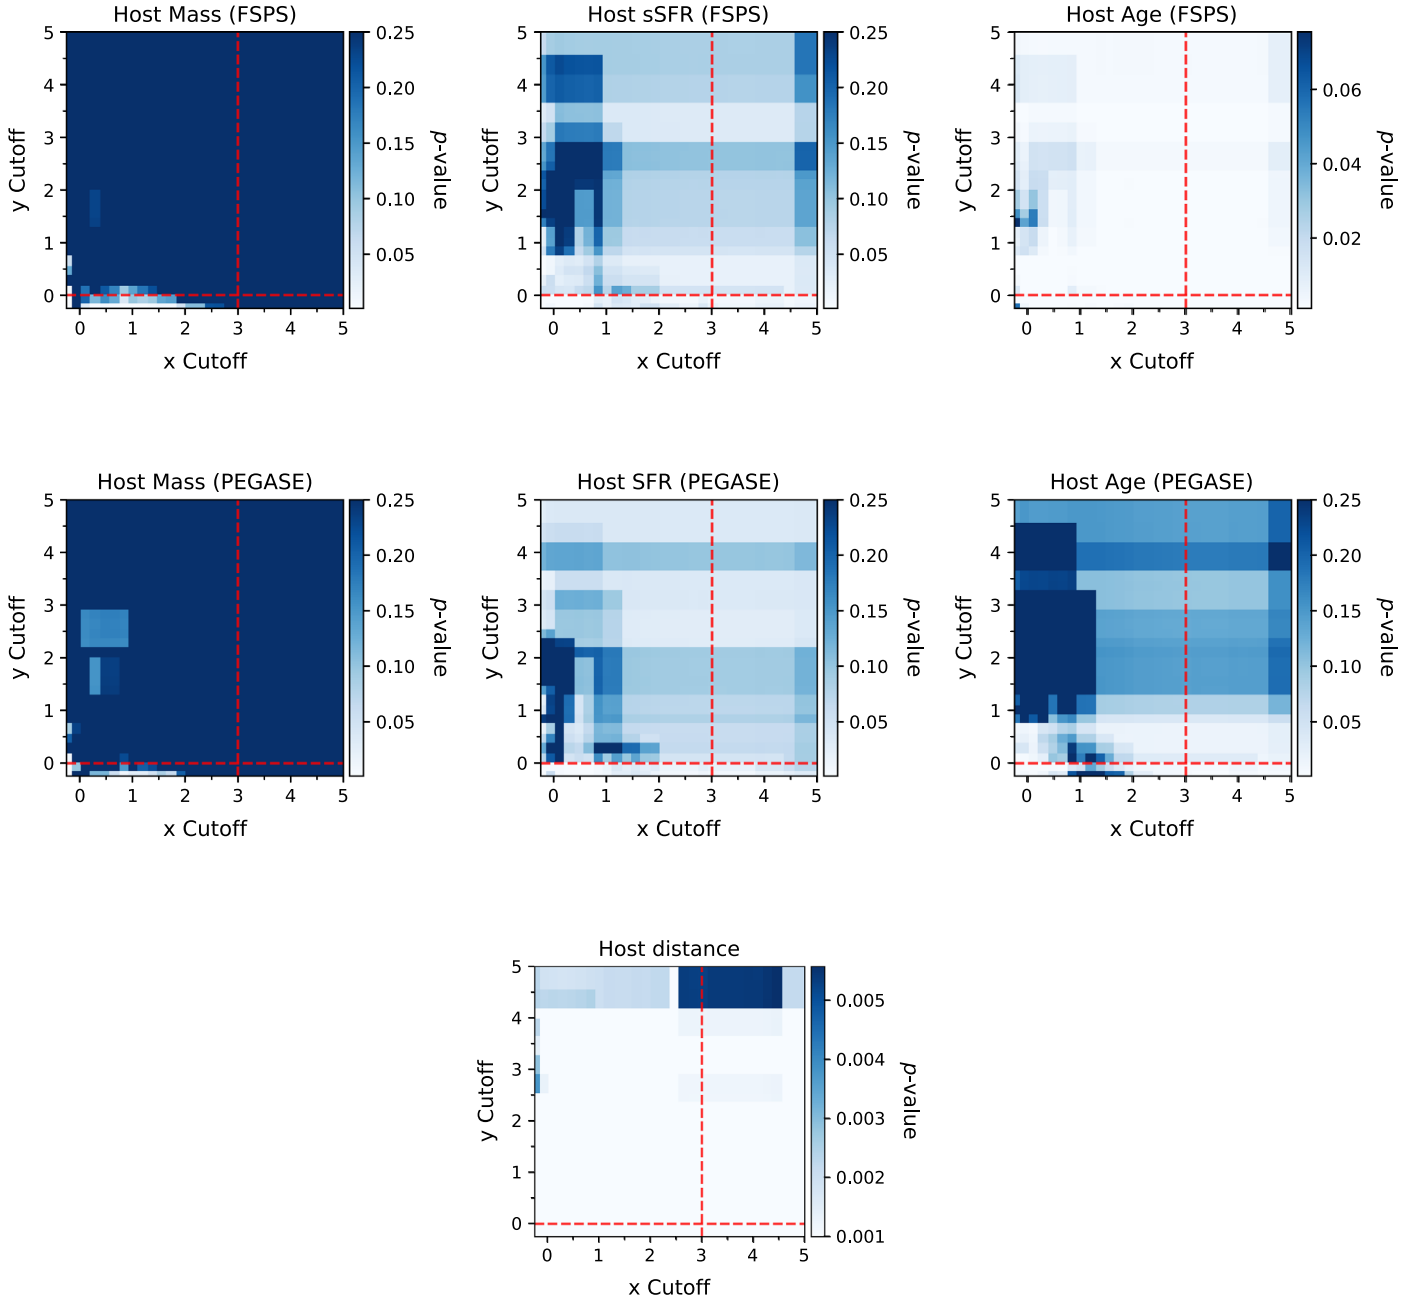 Host Mass (FSPS)
5
4
3
2
1
0
0 1 2 3 4 5
x Cutoff
y Cutoff
0.25
0.20
0.15
0.10
0.05
p-value
Host sSFR (FSPS)
5
4
3
2
1
0
0 1 2 3 4 5
x Cutoff
y Cutoff
0.25
0.20
0.15
0.10
0.05
p-value
Host Age (FSPS)
5
4
3
2
1
0
0 1 2 3 4 5
x Cutoff
y Cutoff
0.06
0.04
0.02
p-value
Host Mass (PEGASE)
5
4
3
2
1
0
0 1 2 3 4 5
x Cutoff
y Cutoff
0.25
0.20
0.15
0.10
0.05
p-value
Host SFR (PEGASE)
5
4
3
2
1
0
0 1 2 3 4 5
x Cutoff
y Cutoff
0.25
0.20
0.15
0.10
0.05
p-value
Host Age (PEGASE)
5
4
3
2
1
0
0 1 2 3 4 5
x Cutoff
y Cutoff
0.25
0.20
0.15
0.10
0.05
p-value
Host distance
5
4
3
2
1
0
0 1 2 3 4 5
x Cutoff
y Cutoff
0.005
0.004
0.003
0.002
0.001
p-value